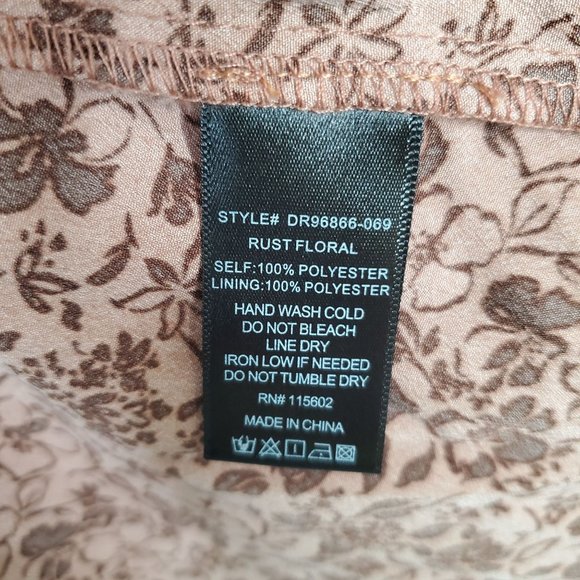 STYLE# DR96866-069
RUST FLORAL
SELF:100% POLYESTER
LINING:100% POLYESTER
HAND WASH COLD
DO NOT BLEACH
LINE DRY
IRON LOW IF NEEDED
DO NOT TUMBLE DRY
RN# 115602
MADE IN CHINA